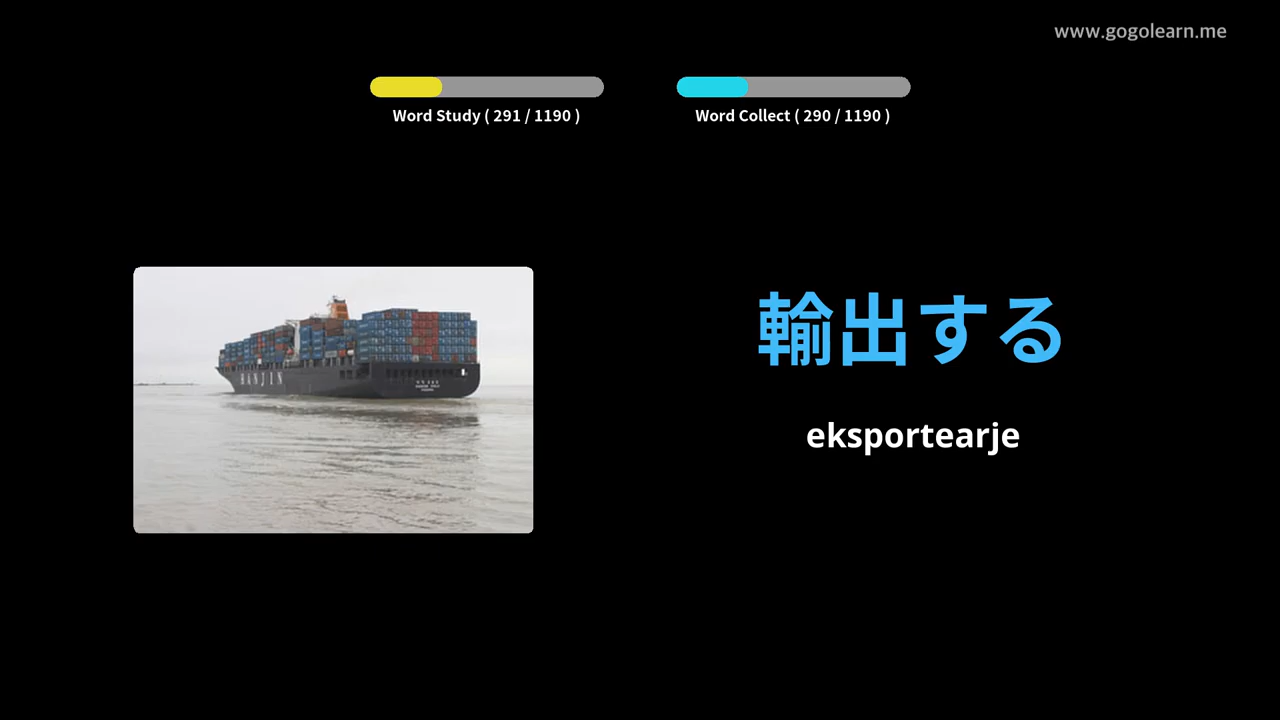 www.gogolearn.me
Word Study ( 291 / 1190 )
Word Collect ( 290 / 1190 )
輸出する
HANJIN
eksportearje